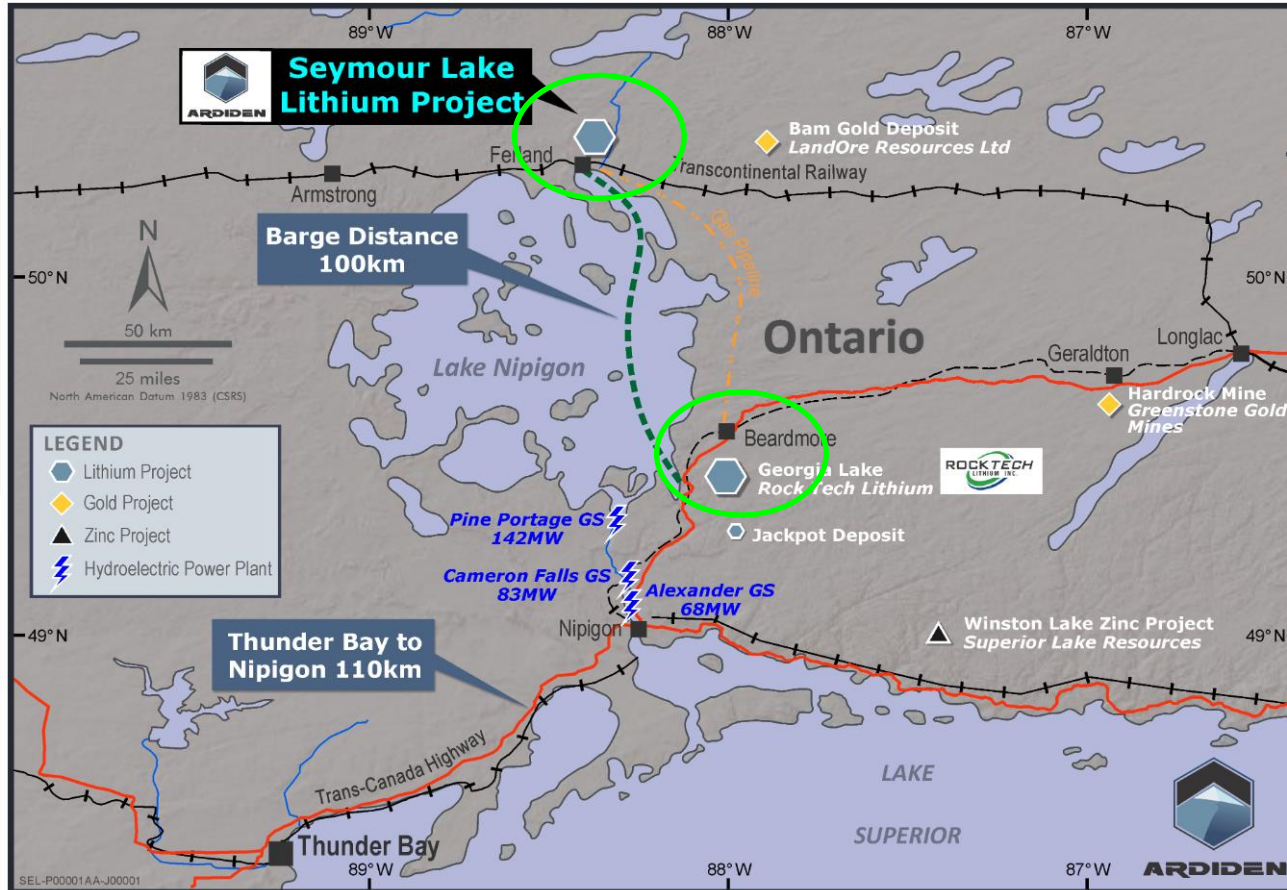 89°W
88°W
87°W
ARDIDEN
Seymour Lake
Lithium Project
Bam Gold Deposit
LandOre Resources Ltd
Ferland
Transcontinental Railway
Armstrong
N
Barge Distance
100km
Gas Pipeline
50°N
50°N
50 km
25 miles
North American Datum 1983 (CSRS)
Ontario
Lake Nipigon
Longlac
Geraldton
Hardrock Mine
Greenstone Gold
Mines
LEGEND
Lithium Project
Gold Project
Zinc Project
Hydroelectric Power Plant
Beardmore
Georgia Lake
Rock Tech Lithium
ROCKTECH
LITHIUM INC.
Pine Portage GS
142MW
Jackpot Deposit
Cameron Falls GS
83MW
Alexander GS
68MW
49°N
Nipigon
Winston Lake Zinc Project
Superior Lake Resources
49°N
Thunder Bay to
Nipigon 110km
Trans-Canada Highway
LAKE
SUPERIOR
Thunder Bay
ARDIDEN
SEL-P00001AA-J00001
89°W
88°W
87°W